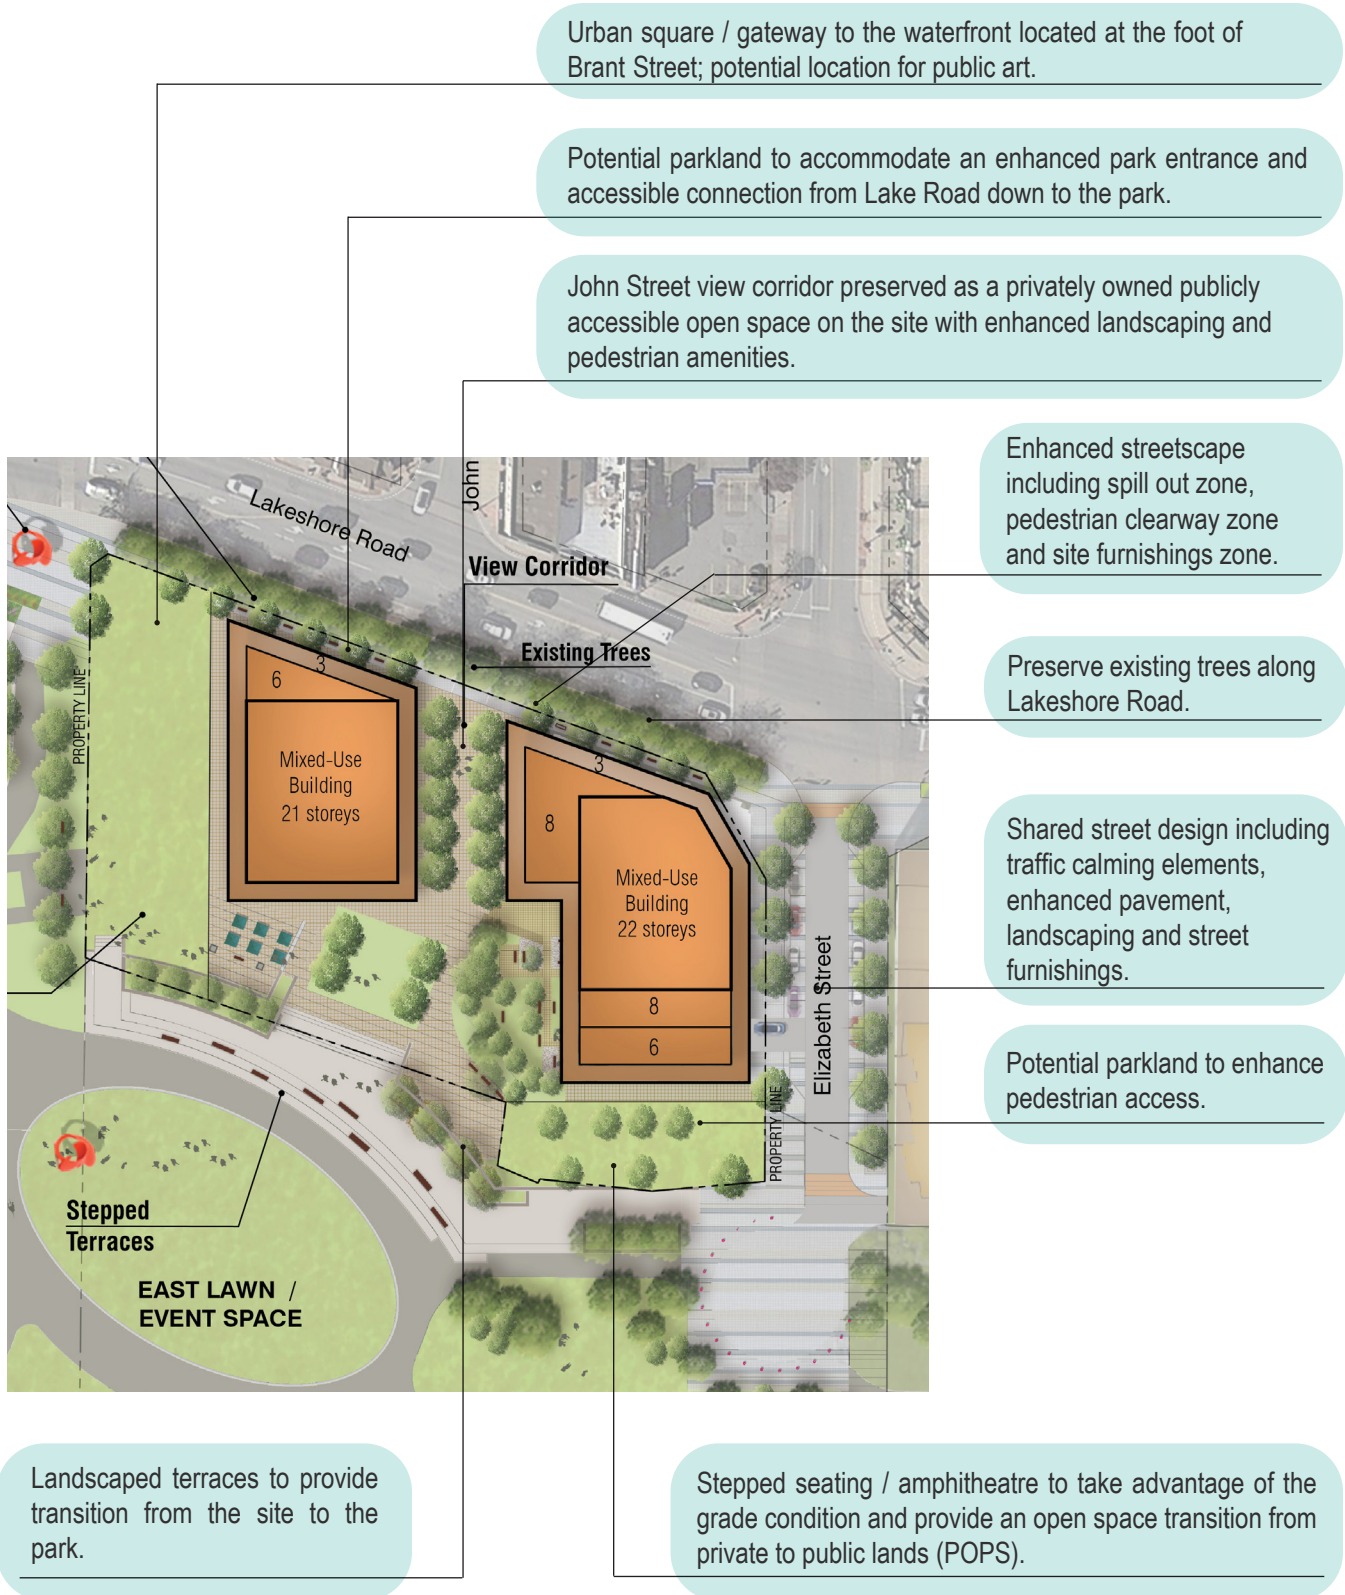 Urban square / gateway to the waterfront located at the foot of
Brant Street; potential location for public art.
Potential parkland to accommodate an enhanced park entrance and
accessible connection from Lake Road down to the park.
John Street view corridor preserved as a privately owned publicly
accessible open space on the site with enhanced landscaping and
pedestrian amenities.
Enhanced streetscape
including spill out zone,
pedestrian clearway zone
and site furnishings zone.
Preserve existing trees along
Lakeshore Road.
Shared street design including
traffic calming elements,
enhanced pavement,
landscaping and street
furnishings.
Potential parkland to enhance
pedestrian access.
Lakeshore Road
John
View Corridor
Existing Trees
PROPERTY LINE
3
6
Mixed-Use
Building
21 storeys
3
8
Mixed-Use
Building
22 storeys
8
6
Elizabeth Street
PROPERTY LINE
Stepped
Terraces
EAST LAWN /
EVENT SPACE
Landscaped terraces to provide
transition from the site to the
park.
Stepped seating / amphitheatre to take advantage of the
grade condition and provide an open space transition from
private to public lands (POPS).